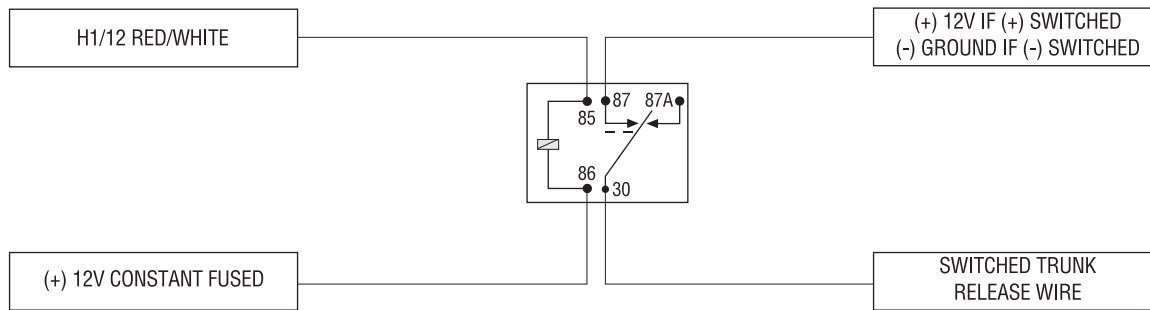 H1/12 RED/WHITE
(+) 12V IF (+) SWITCHED
(-) GROUND IF (-) SWITCHED
87
87A
85
86
30
(+) 12V CONSTANT FUSED
SWITCHED TRUNK
RELEASE WIRE